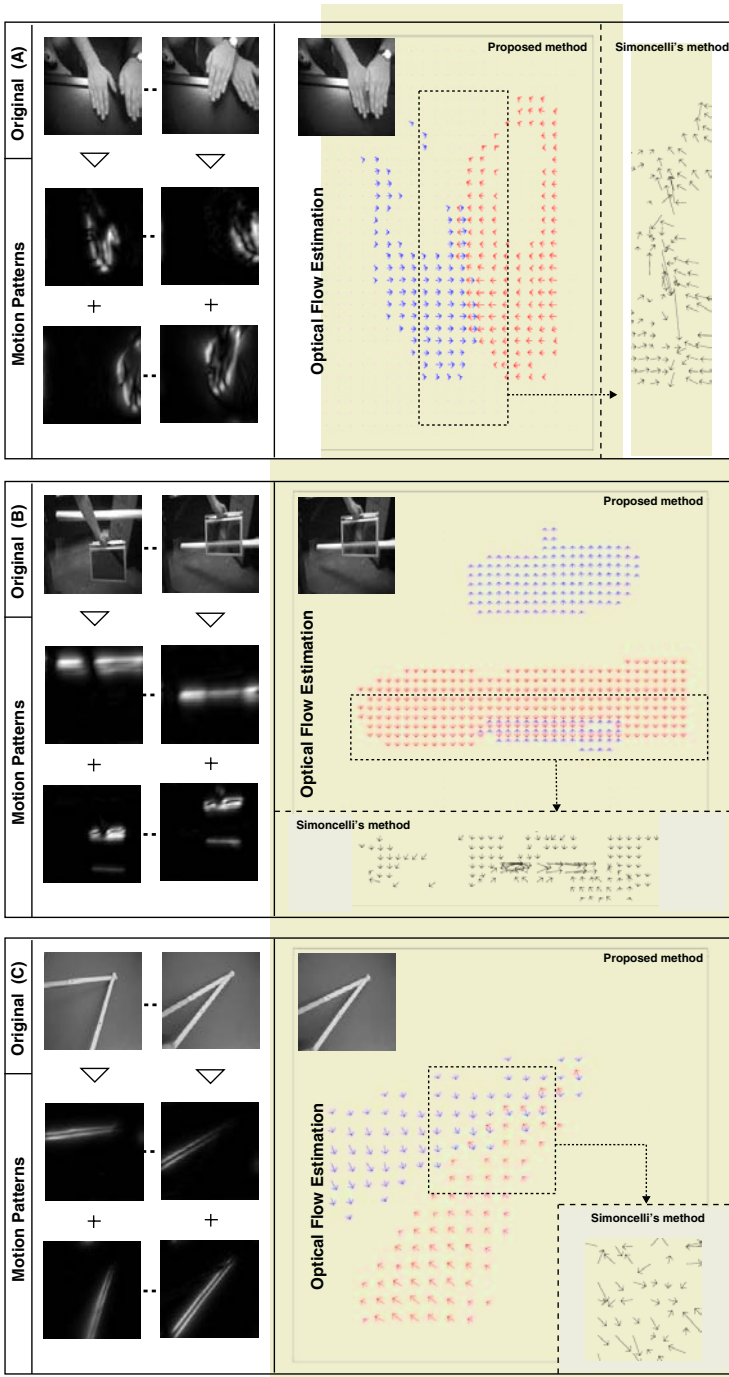 Original (A)
Motion Patterns
+
+
Optical Flow Estimation
Proposed method
Simoncelli's method
Original (B)
Motion Patterns
+
+
Optical Flow Estimation
Proposed method
Simoncelli's method
Original (C)
Motion Patterns
+
+
Optical Flow Estimation
Proposed method
Simoncelli's method